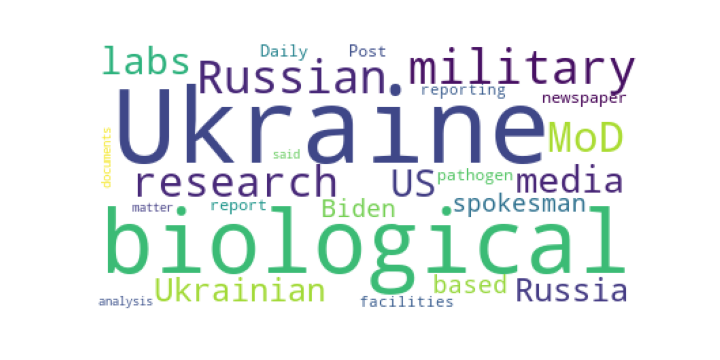 labs
Daily
Post
Russian
military
reporting
newspaper
Ukraine
MoD
documents
said
research
US
pathogen
media
matter
report
Biden
spokesman
biological
Ukrainian
based
Russia
analysis
facilities